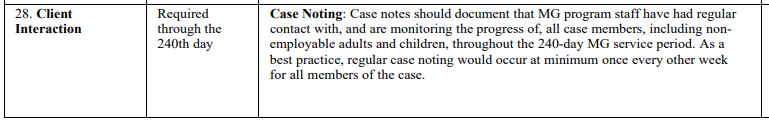 28. Client
Interaction
Required
through the
240th day
Case Noting: Case notes should document that MG program staff have had regular
contact with, and are monitoring the progress of, all case members, including non-
employable adults and children, throughout the 240-day MG service period. As a
best practice, regular case noting would occur at minimum once every other week
for all members of the case.